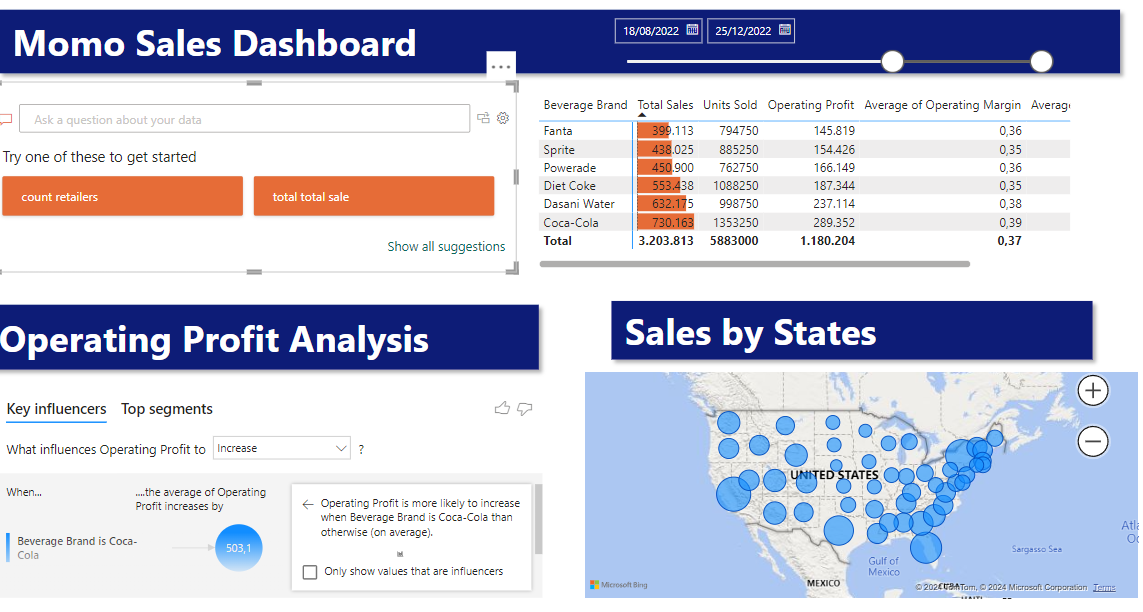 Momo Sales Dashboard
18/08/2022
25/12/2022
Ask a question about your data
Try one of these to get started
count retailers
total total sale
Show all suggestions
Beverage Brand Total Sales Units Sold Operating Profit Average of Operating Margin Averag
Fanta 399.113 794750 145.819 0,36
Sprite 438.025 885250 154.426 0,35
Powerade 450.900 762750 166.149 0,36
Diet Coke 553.438 1088250 187.344 0,35
Dasani Water 632.175 998750 237.114 0,38
Coca-Cola 730.163 1353250 289.352 0,39
Total 3.203.813 5883000 1.180.204 0,37
Operating Profit Analysis
Key influencers Top segments
What influences Operating Profit to Increase ?
When...
....the average of Operating
Profit increases by
Beverage Brand is Coca-
Cola
503,1
Operating Profit is more likely to increase
when Beverage Brand is Coca-Cola than
otherwise (on average).
Only show values that are influencers
Sales by States
UNITED STATES
Sargasso Sea
Gulf of
Mexico
MEXICO
CUBA
Microsoft Bing
© 2024 TomTom, © 2024 Microsoft Corporation Terms